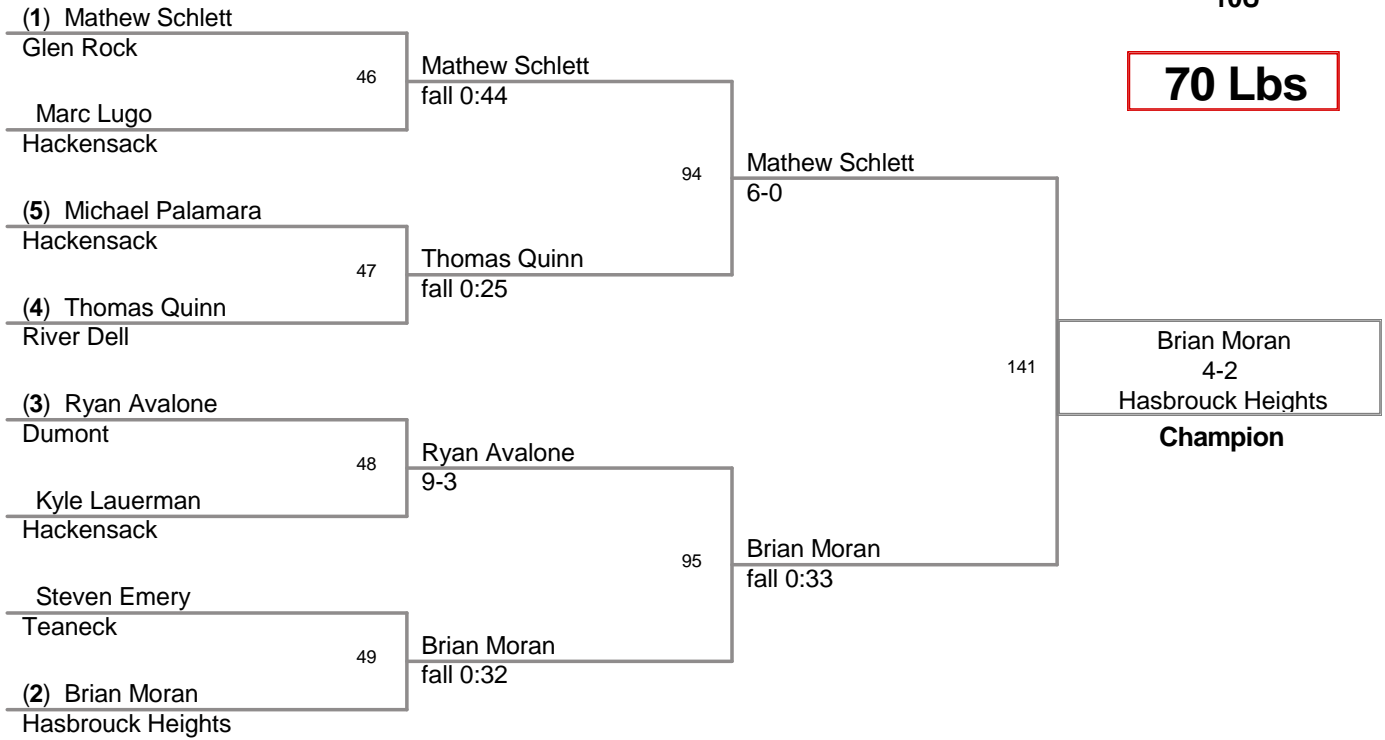 10U
70 Lbs
(1) Mathew Schlett
Glen Rock
46
Marc Lugo
Hackensack
Mathew Schlett
fall 0:44
94
(5) Michael Palamara
Hackensack
47
(4) Thomas Quinn
River Dell
Thomas Quinn
fall 0:25
Mathew Schlett
6-0
141
(3) Ryan Avalone
Dumont
48
Kyle Lauerman
Hackensack
Ryan Avalone
9-3
95
Steven Emery
Teaneck
49
(2) Brian Moran
Hasbrouck Heights
Brian Moran
fall 0:32
Brian Moran
fall 0:33
Brian Moran
4-2
Hasbrouck Heights
Champion